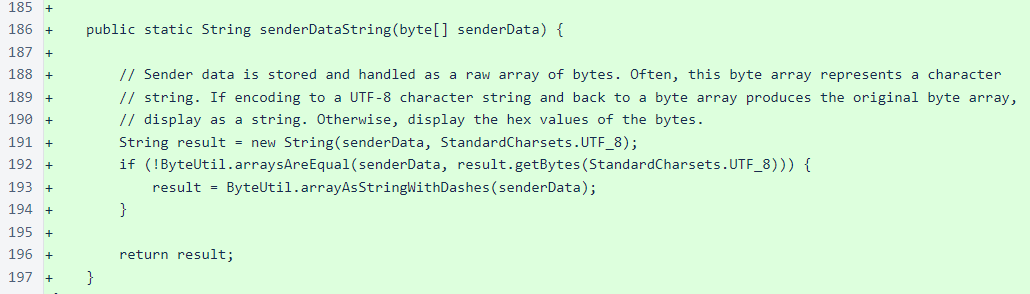 185 +
186 +    public static String senderDataString(byte[] senderData) {
187 +
188 +        // Sender data is stored and handled as a raw array of bytes. Often, this byte array represents a character
189 +        // string. If encoding to a UTF-8 character string and back to a byte array produces the original byte array,
190 +        // display as a string. Otherwise, display the hex values of the bytes.
191 +        String result = new String(senderData, StandardCharsets.UTF_8);
192 +        if (!ByteUtil.arraysAreEqual(senderData, result.getBytes(StandardCharsets.UTF_8))) {
193 +            result = ByteUtil.arrayAsStringWithDashes(senderData);
194 +        }
195 +
196 +        return result;
197 +    }